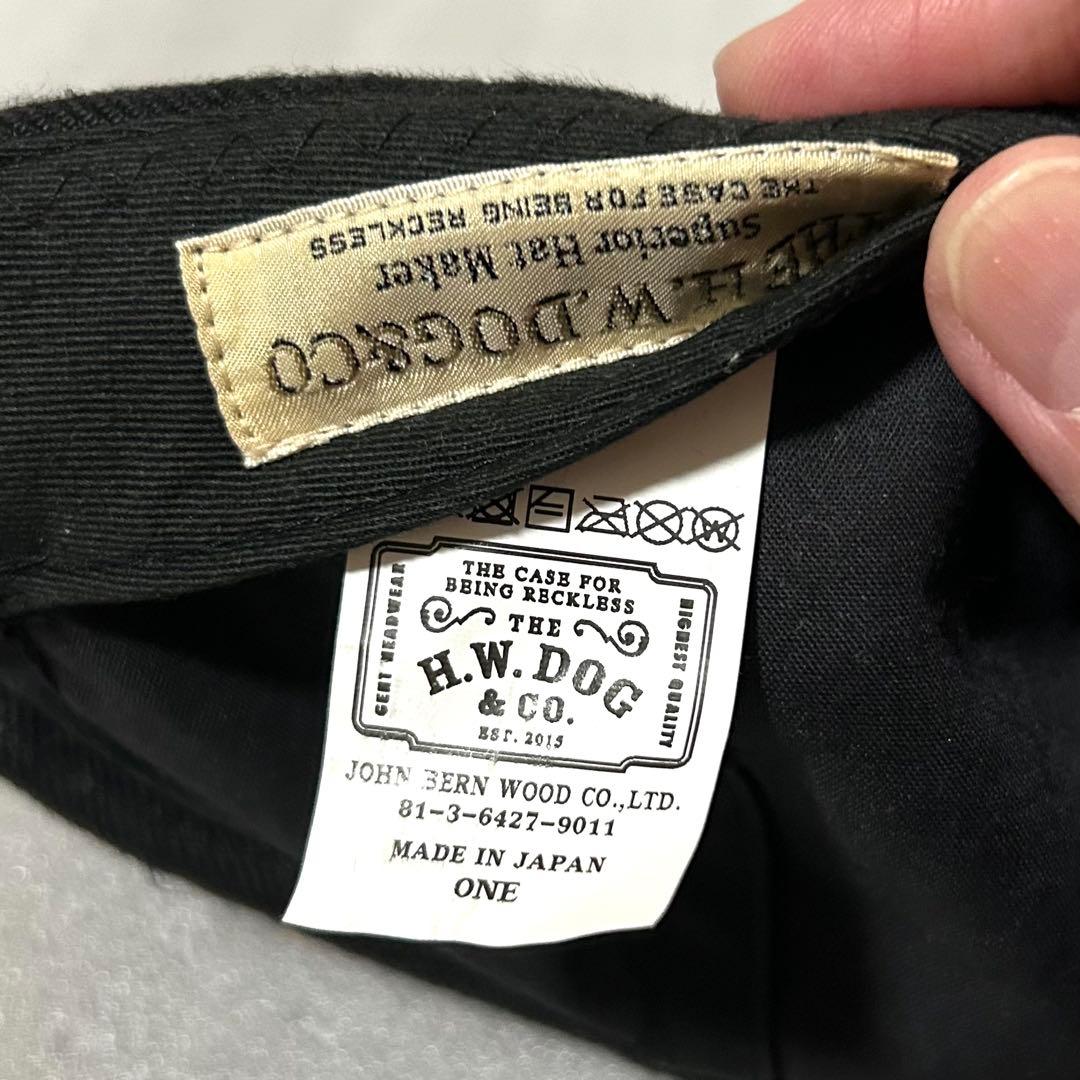 THE H.W.DOG&CO
Superior Hat Maker
THE CASE FOR BEING RECKLESS
THE CASE FOR
BEING RECKLESS
GENT HEADWEAR
HIGHEST QUALITY
THE
H.W.DOG
& CO.
EST. 2015
JOHN BERN WOOD CO.,LTD.
81-3-6427-9011
MADE IN JAPAN
ONE